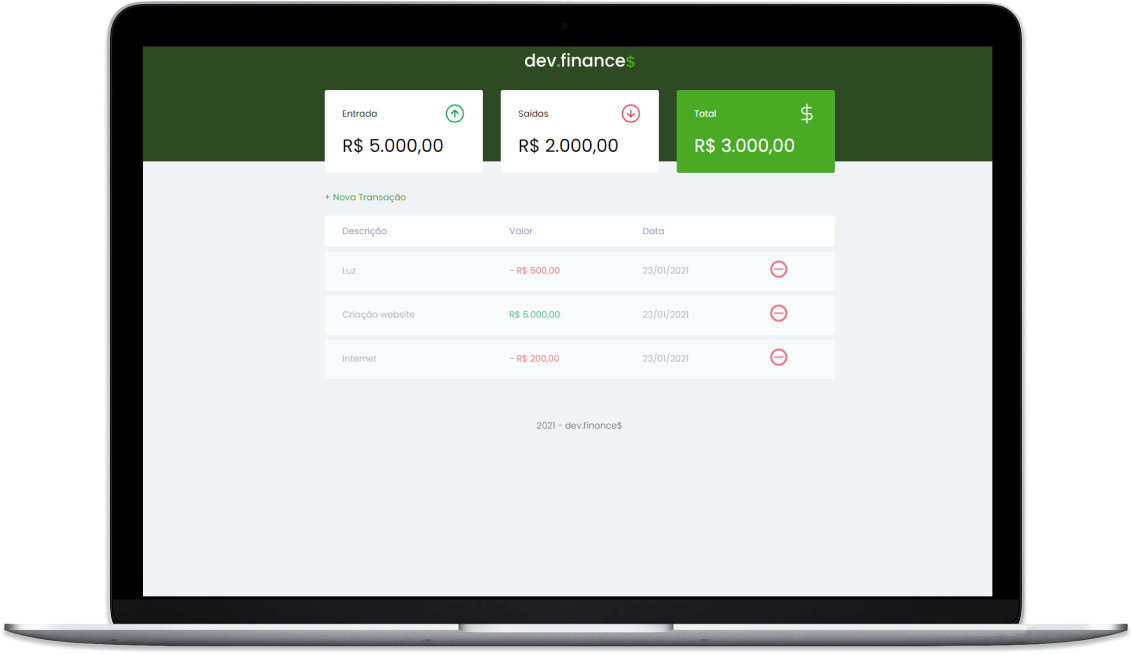 dev.finance$
Entrada
R$ 5.000,00
Saídas
R$ 2.000,00
Total
$
R$ 3.000,00
+ Nova Transação
Descrição Valor Data
Luz - R$ 500,00 23/01/2021
Criação website R$ 5.000,00 23/01/2021
Internet - R$ 200,00 23/01/2021
2021 - dev.finance$